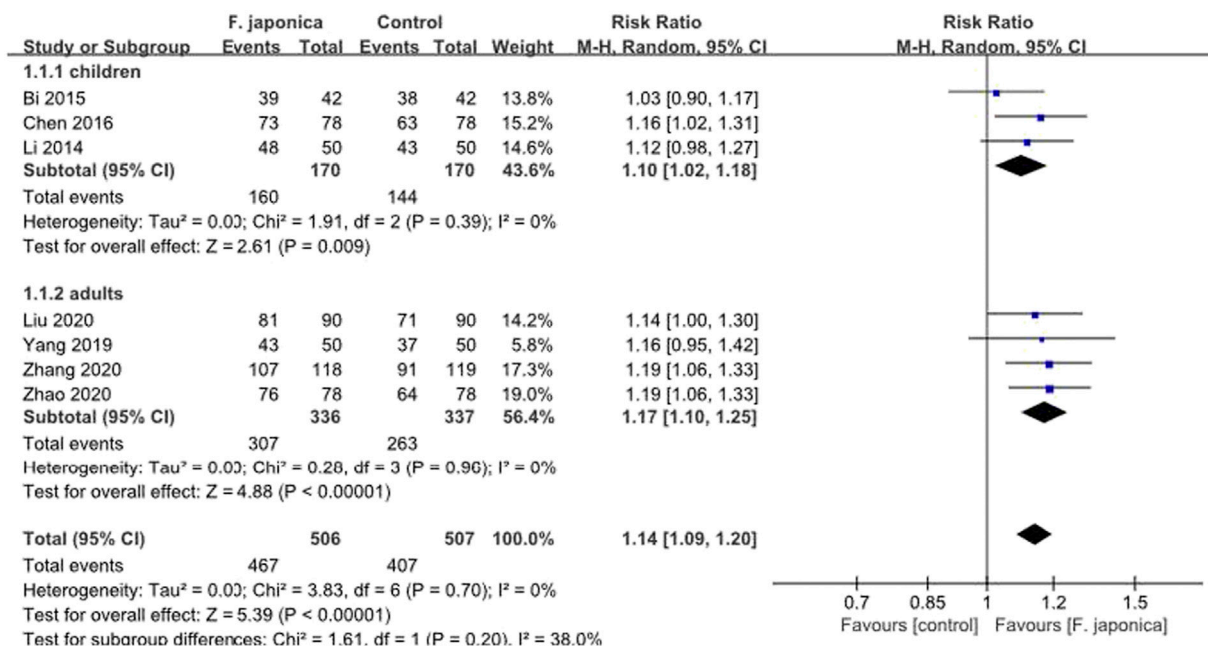 F. japonica Control Risk Ratio Risk Ratio
Study or Subgroup Events Total Events Total Weight M-H, Random, 95% CI M-H, Random, 95% CI
1.1.1 children
Bi 2015 39 42 38 42 13.8% 1.03 [0.90, 1.17]
Chen 2016 73 78 63 78 15.2% 1.16 [1.02, 1.31]
Li 2014 48 50 43 50 14.6% 1.12 [0.98, 1.27]
Subtotal (95% CI) 170 170 43.6% 1.10 [1.02, 1.18]
Total events 160 144
Heterogeneity: Tau² = 0.00; Chi² = 1.91, df = 2 (P = 0.39); I² = 0%
Test for overall effect: Z = 2.61 (P = 0.009)
1.1.2 adults
Liu 2020 81 90 71 90 14.2% 1.14 [1.00, 1.30]
Yang 2019 43 50 37 50 5.8% 1.16 [0.95, 1.42]
Zhang 2020 107 118 91 119 17.3% 1.19 [1.06, 1.33]
Zhao 2020 76 78 64 78 19.0% 1.19 [1.06, 1.33]
Subtotal (95% CI) 336 337 56.4% 1.17 [1.10, 1.25]
Total events 307 263
Heterogeneity: Tau² = 0.00; Chi² = 0.28, df = 3 (P = 0.96); I² = 0%
Test for overall effect: Z = 4.88 (P < 0.00001)
Total (95% CI) 506 507 100.0% 1.14 [1.09, 1.20]
Total events 467 407
Heterogeneity: Tau² = 0.00; Chi² = 3.83, df = 6 (P = 0.70); I² = 0%
Test for overall effect: Z = 5.39 (P < 0.00001)
Test for subgroup differences: Chi² = 1.61, df = 1 (P = 0.20), I² = 38.0%
0.7 0.85 1 1.2 1.5
Favours [control] Favours [F. japonica]